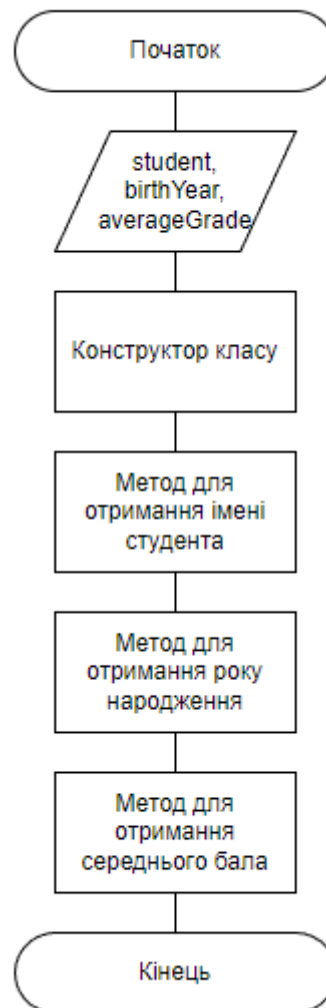 Початок
student,
birthYear,
averageGrade
Конструктор класу
Метод для
отримання імені
студента
Метод для
отримання року
народження
Метод для
отримання
середнього бала
Кінець